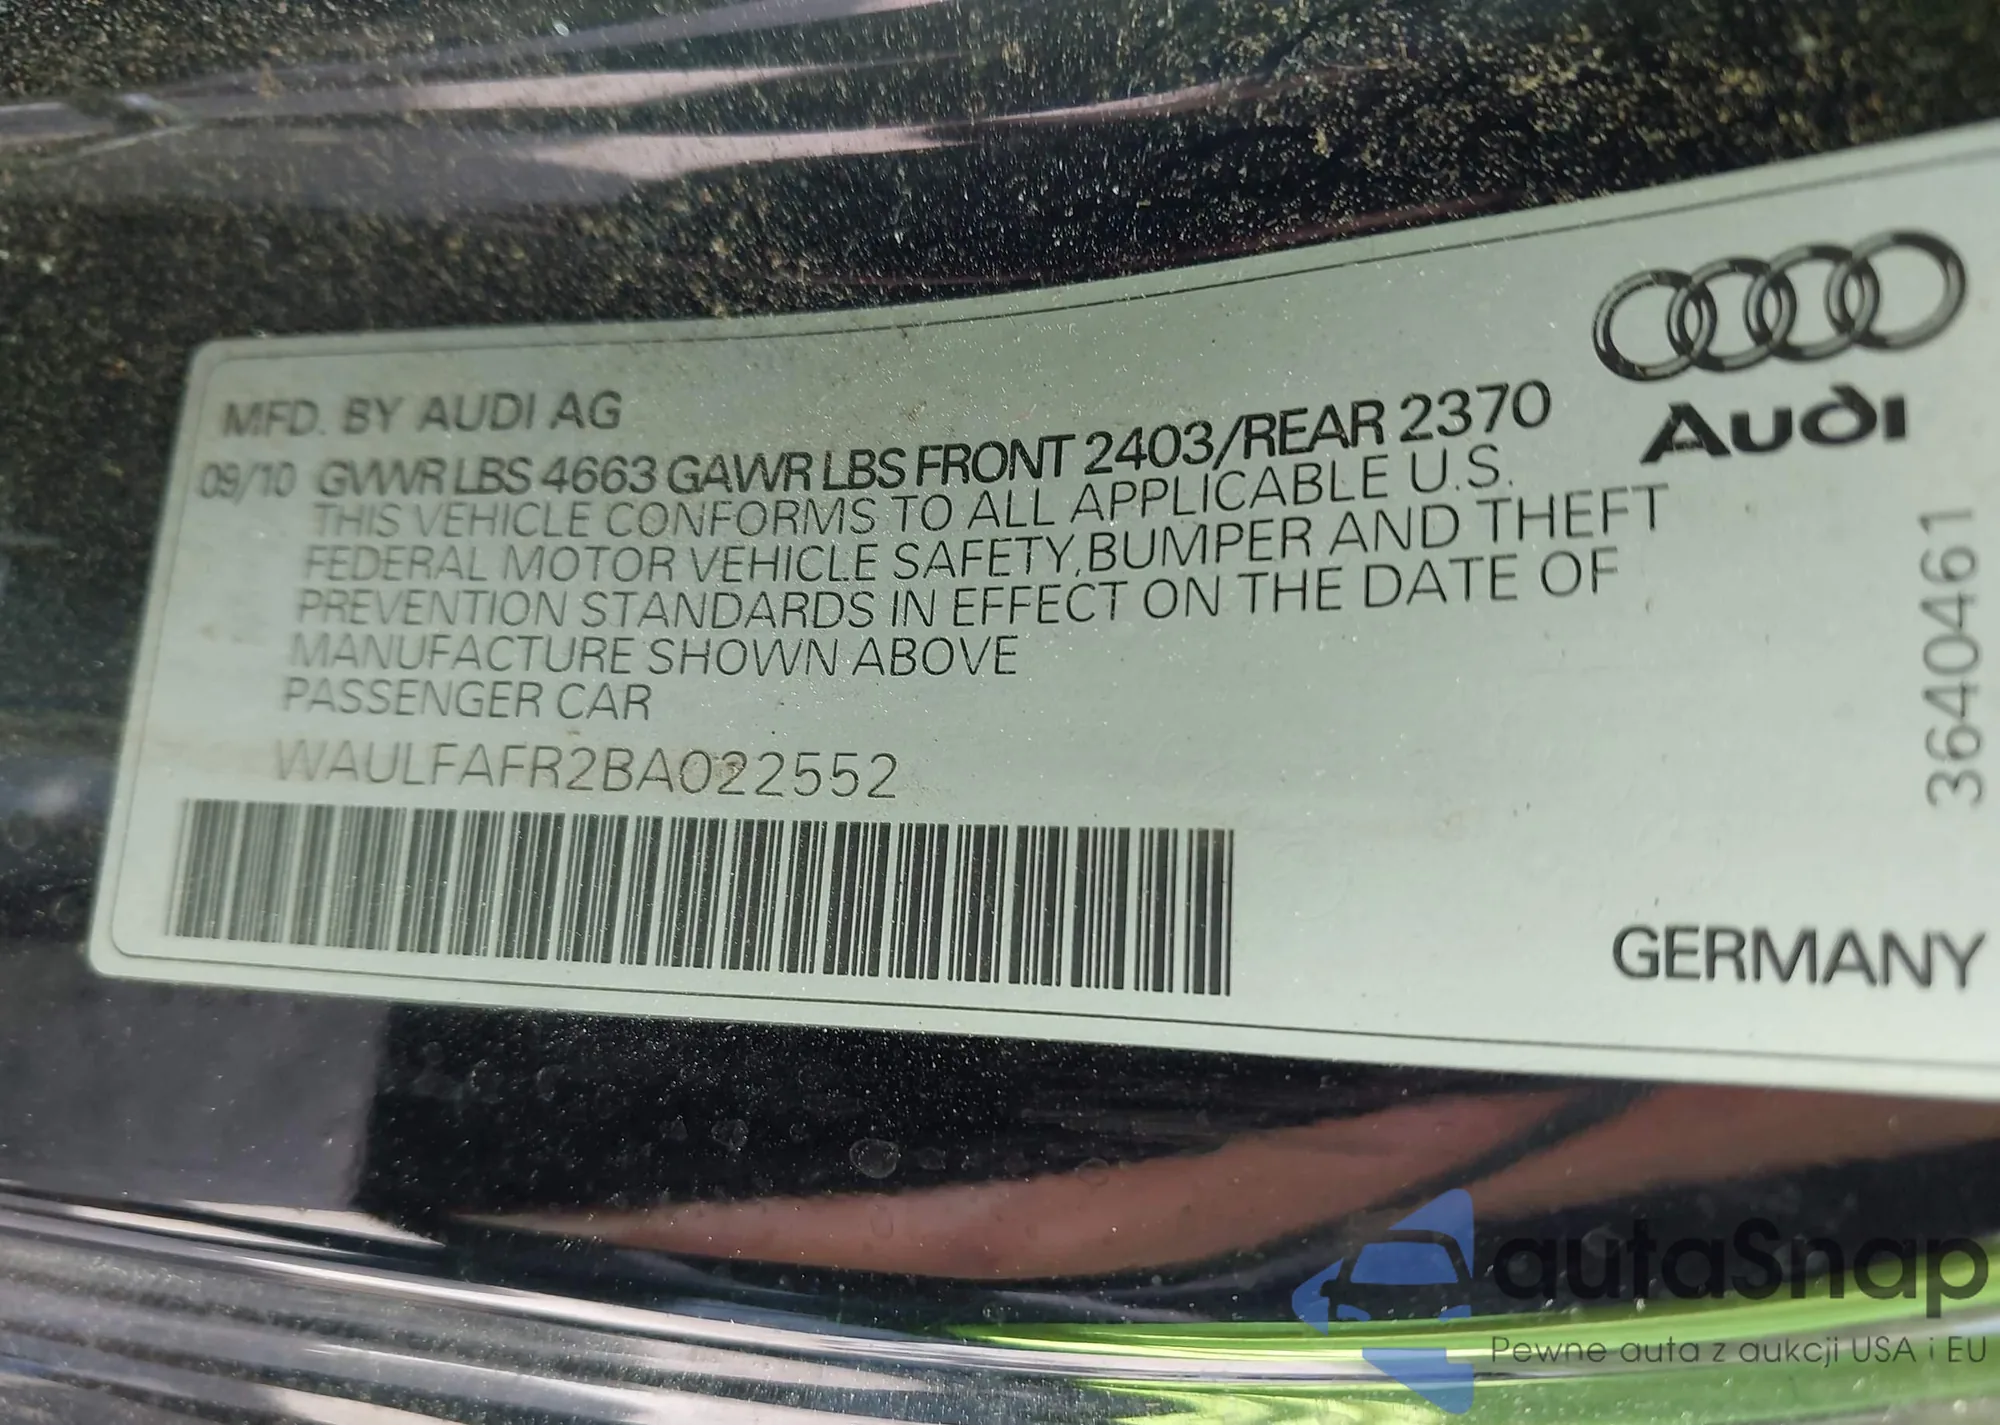 MFD. BY AUDI AG
09/10 GVWR LBS 4663 GAWR LBS FRONT 2403/REAR 2370
THIS VEHICLE CONFORMS TO ALL APPLICABLE U.S.
FEDERAL MOTOR VEHICLE SAFETY, BUMPER AND THEFT
PREVENTION STANDARDS IN EFFECT ON THE DATE OF
MANUFACTURE SHOWN ABOVE
PASSENGER CAR
WAULFAFR2BA022552
Audi
3640461
GERMANY
autaSnap
Pewne auta z aukcji USA i EU